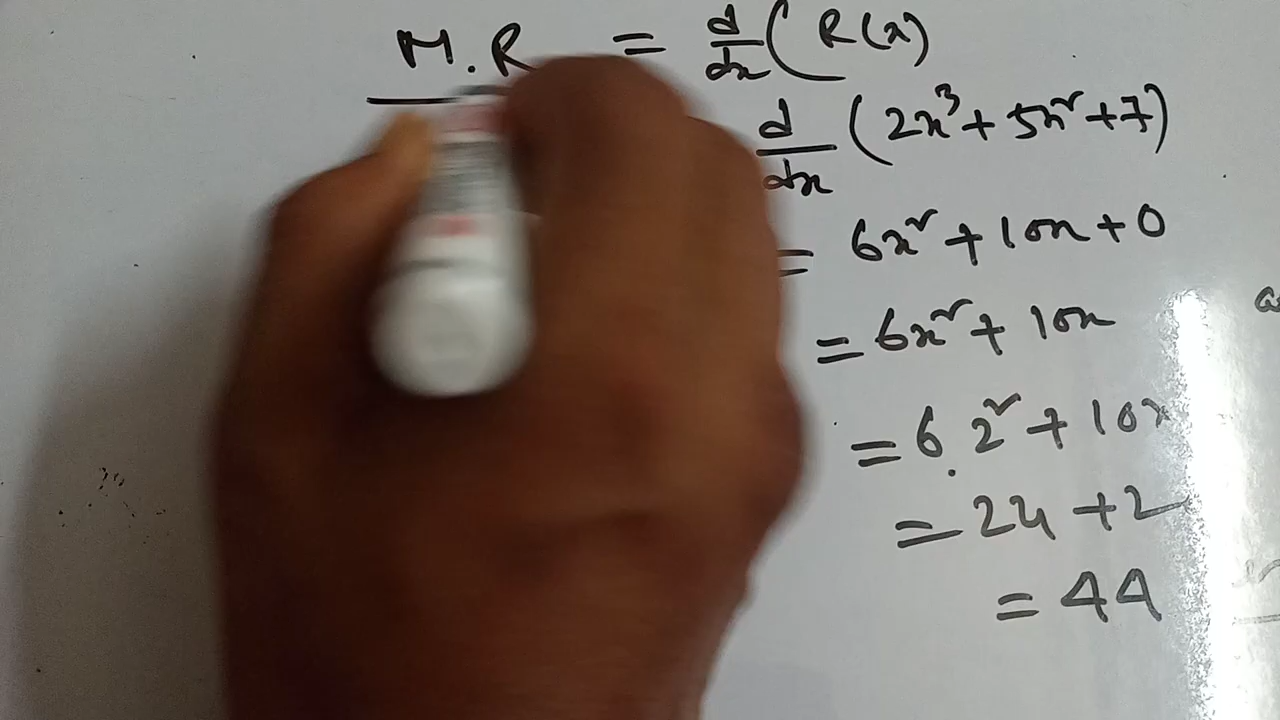 M.R = d/dx ( R(x)
d/dx (2x³ + 5x² + 7)
= 6x² + 10x + 0
= 6x² + 10x
= 6.2² + 10x
= 24 + 2
= 44